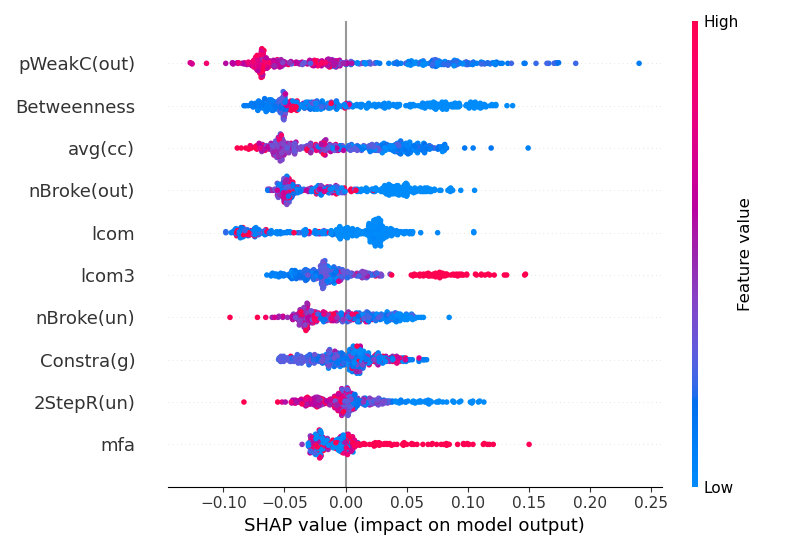 High
pWeakC(out)
Betweenness
avg(cc)
nBroke(out)
lcom
lcom3
nBroke(un)
Constra(g)
2StepR(un)
mfa
Feature value
Low
−0.10 −0.05 0.00 0.05 0.10 0.15 0.20 0.25
SHAP value (impact on model output)